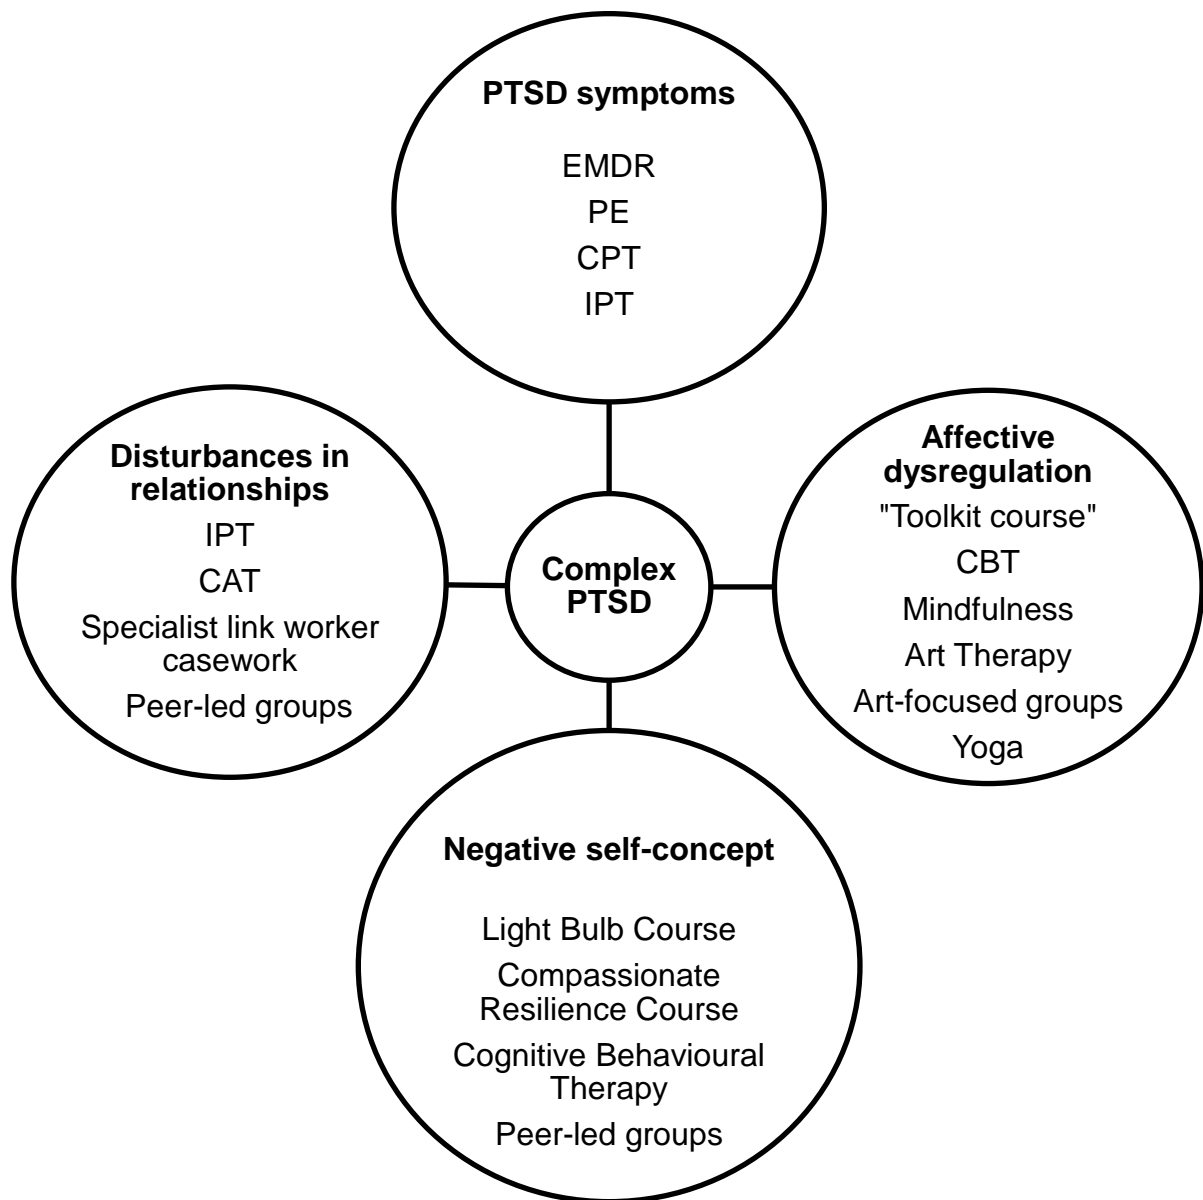 PTSD symptoms
EMDR
PE
CPT
IPT
Disturbances in
relationships
IPT
CAT
Specialist link worker
casework
Peer-led groups
Complex
PTSD
Affective
dysregulation
"Toolkit course"
CBT
Mindfulness
Art Therapy
Art-focused groups
Yoga
Negative self-concept
Light Bulb Course
Compassionate
Resilience Course
Cognitive Behavioural
Therapy
Peer-led groups